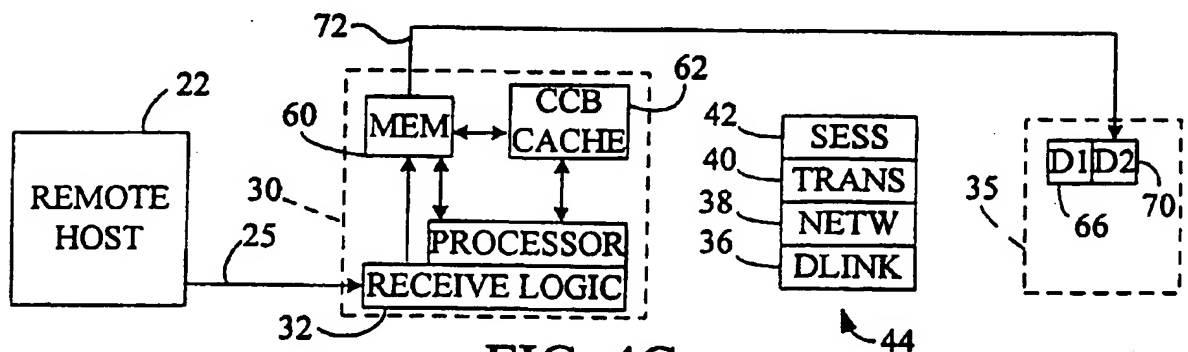 72
22
62
60
MEM
CCB
CACHE
42
SESS
D1
D2
REMOTE
HOST
30
40
TRANS
35
66
70
38
NETW
25
PROCESSOR
36
DLINK
RECEIVE LOGIC
32
44